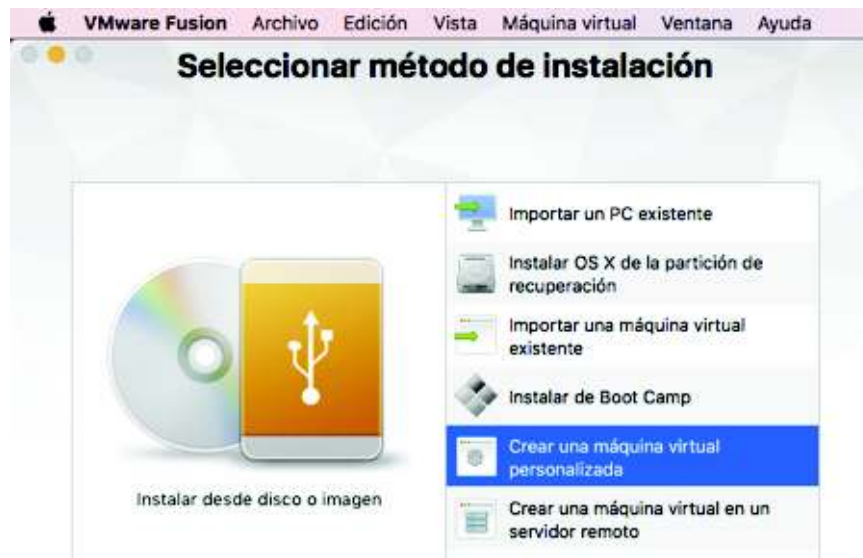 VMware Fusion Archivo Edición Vista Máquina virtual Ventana Ayuda
Seleccionar método de instalación
Instalar desde disco o imagen
Importar un PC existente
Instalar OS X de la partición de
recuperación
Importar una máquina virtual
existente
Instalar de Boot Camp
Crear una máquina virtual
personalizada
Crear una máquina virtual en un
servidor remoto